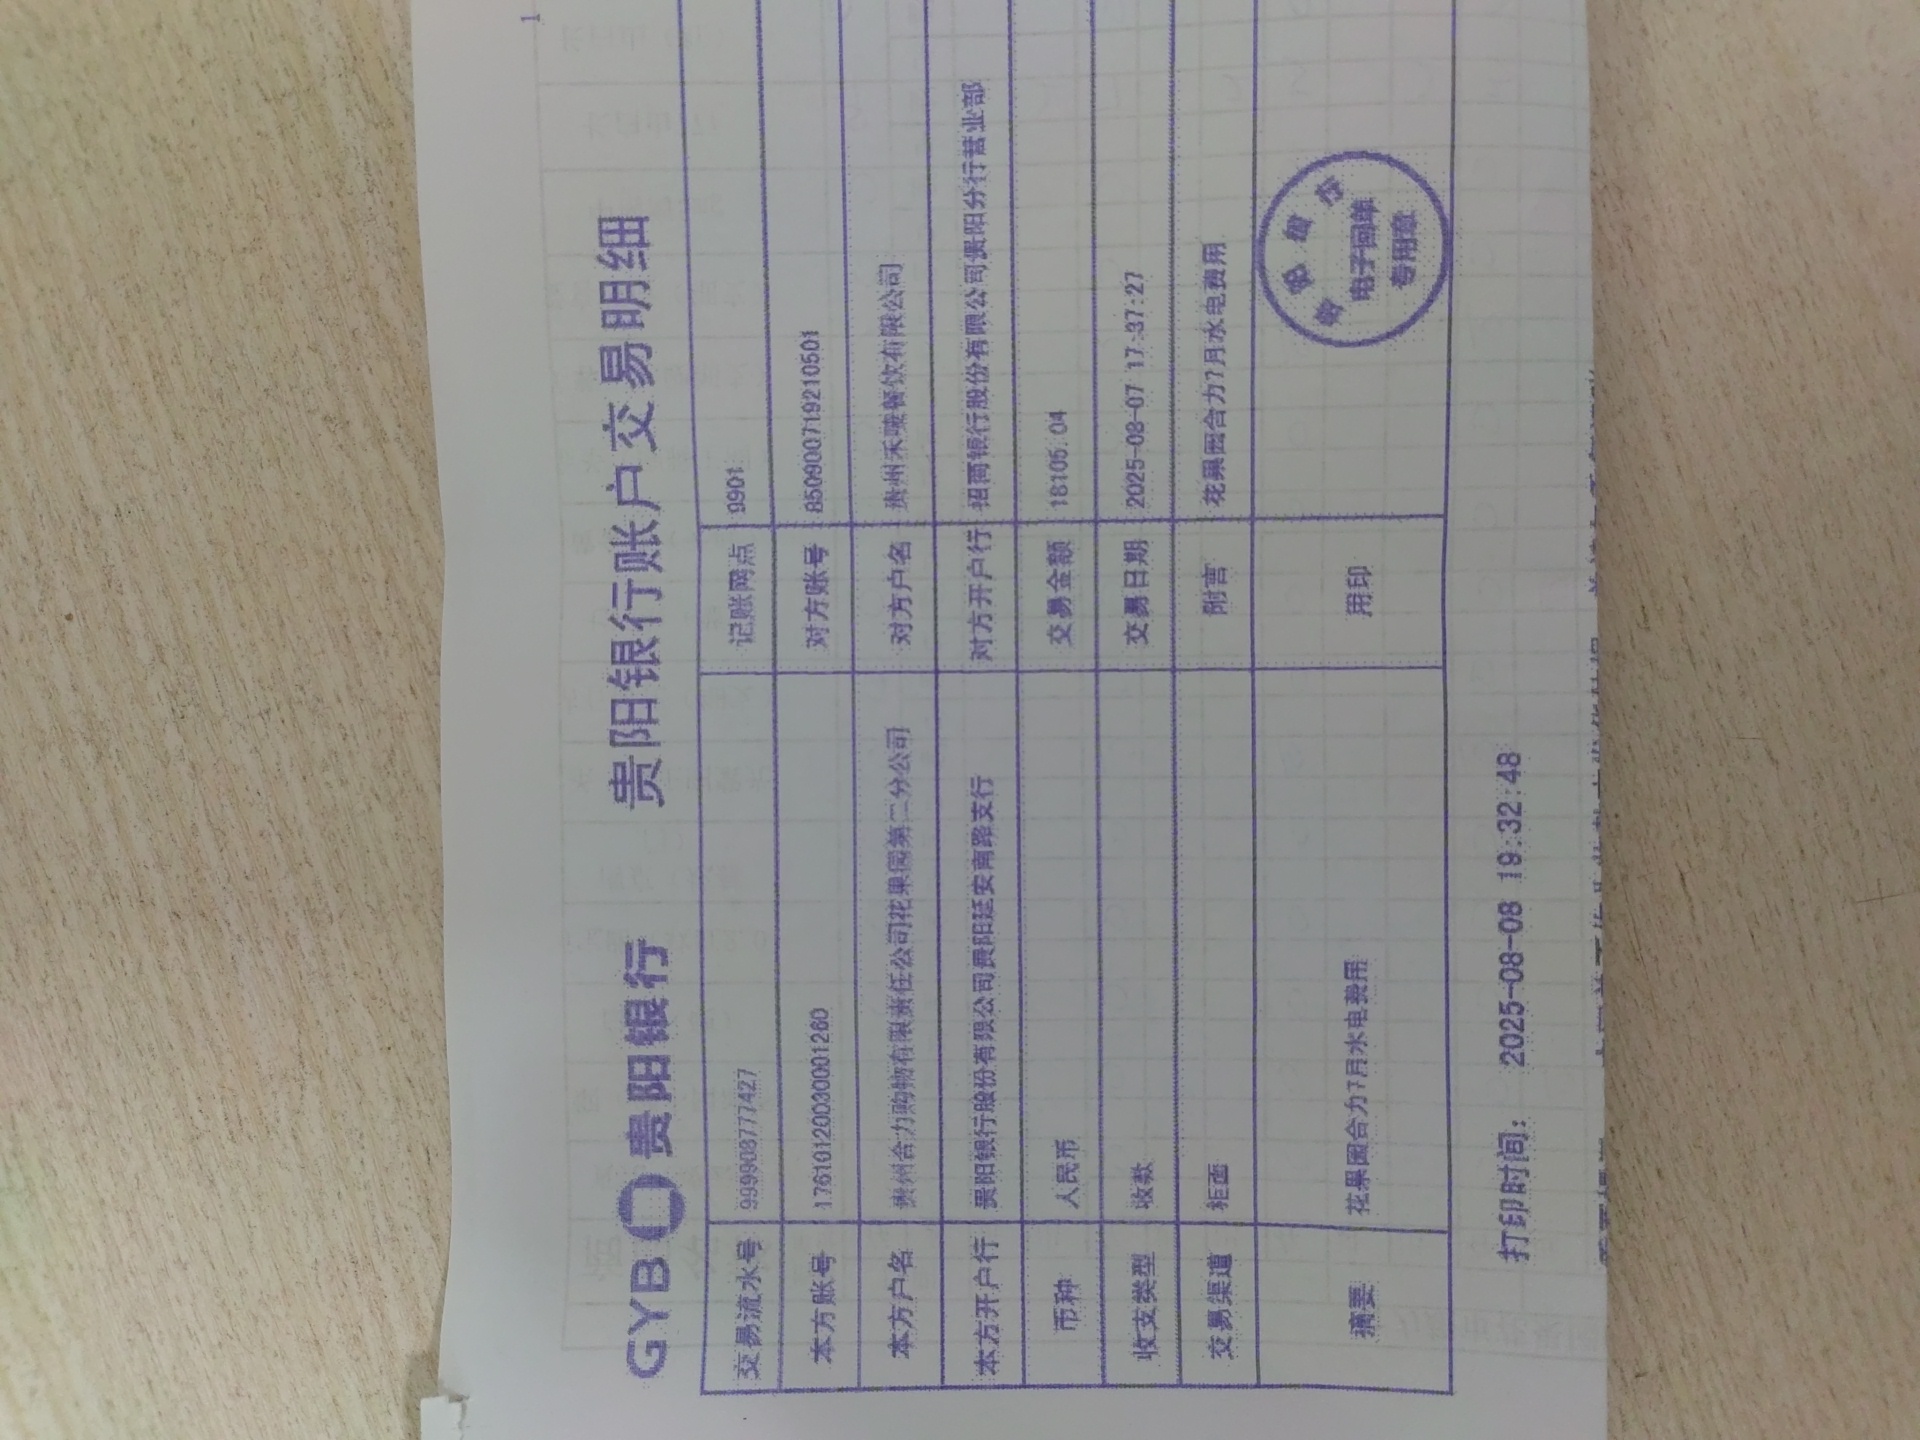 GYB 贵阳银行 贵阳银行账户交易明细
交易流水号 999908777427 记账网点 9901
本方账号 17610120030001260 对方账号 850900719210501
本方户名 贵州合力购物有限责任公司花果园第二分公司 对方户名 贵州禾唛餐饮有限公司
本方开户行 贵阳银行股份有限公司贵阳延安南路支行 对方开户行 招商银行股份有限公司贵阳分行营业部
币种 人民币 交易金额 18105.04
收支类型 收款 交易日期 2025-08-07 17:37:27
交易渠道 柜面 附言 花果园合力7月水电费用
摘要 花果园合力7月水电费用 用印
贵阳银行
电子回单
专用章
打印时间: 2025-08-08 19:32:48